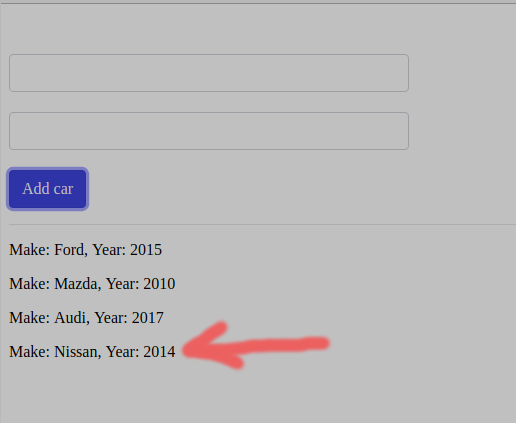 Add car
Make: Ford, Year: 2015
Make: Mazda, Year: 2010
Make: Audi, Year: 2017
Make: Nissan, Year: 2014